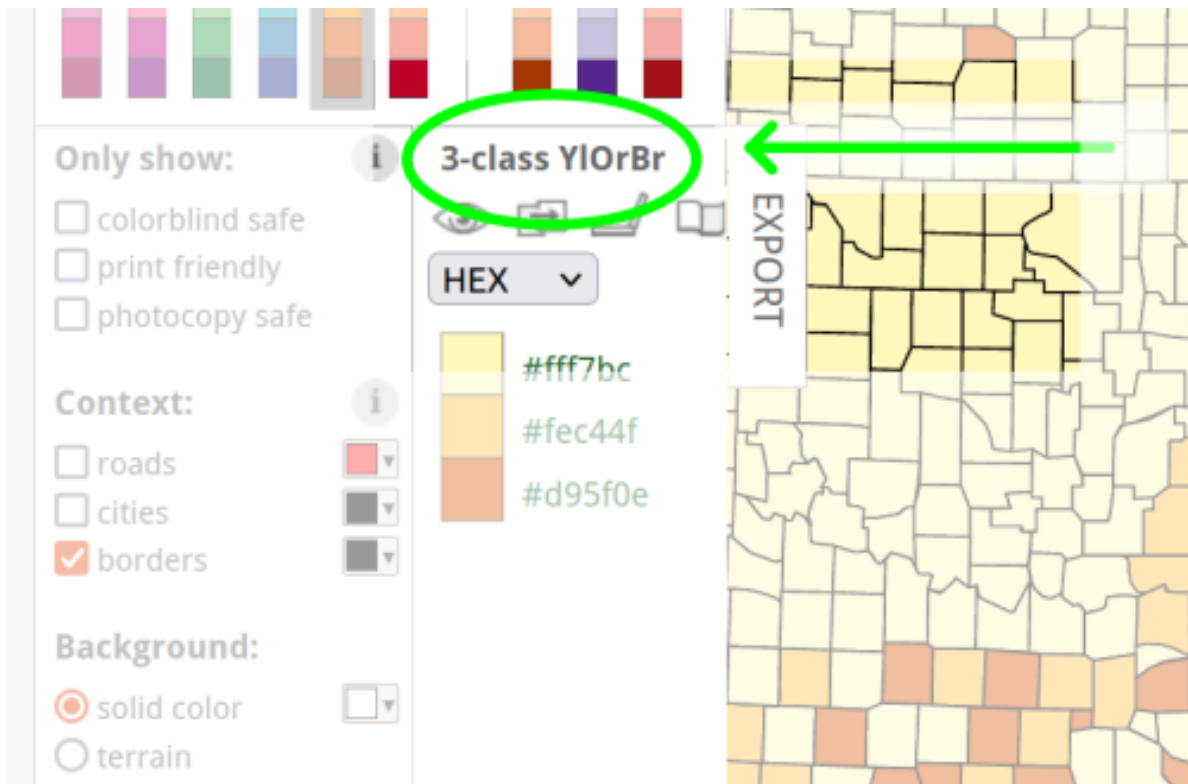 Only show:
i
3-class YlOrBr
colorblind safe
print friendly
photocopy safe
HEX
EXPORT
#fff7bc
#fec44f
#d95f0e
Context:
i
roads
cities
borders
Background:
solid color
terrain